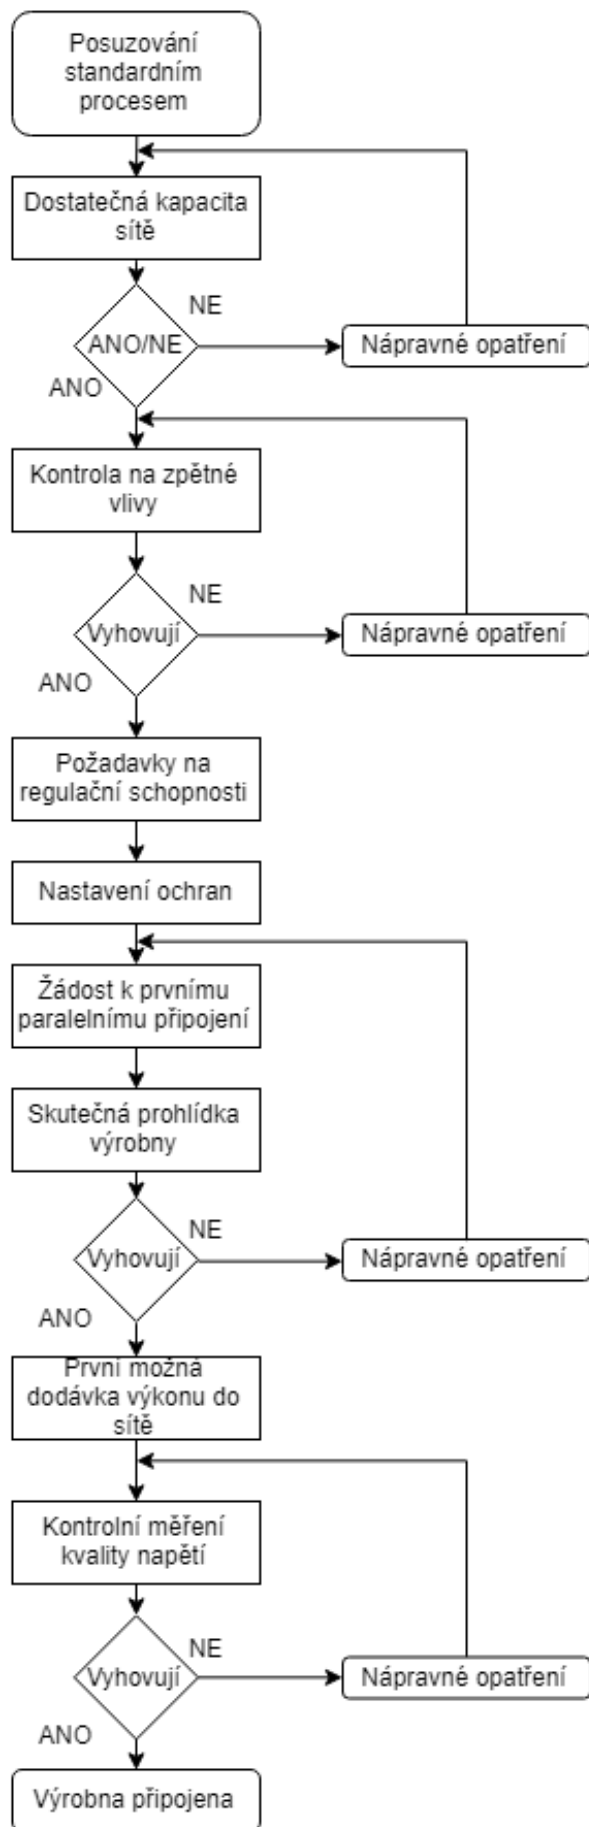 Posuzování
standardním
procesem
Dostatečná kapacita
sítě
NE
ANO/NE
Nápravné opatření
ANO
Kontrola na zpětné
vlivy
NE
Vyhovují
Nápravné opatření
ANO
Požadavky na
regulační schopnosti
Nastavení ochran
Žádost k prvnímu
paralelnímu připojení
Skutečná prohlídka
výrobny
NE
Vyhovují
Nápravné opatření
ANO
První možná
dodávka výkonu do
sítě
Kontrolní měření
kvality napětí
NE
Vyhovují
Nápravné opatření
ANO
Výrobna připojena